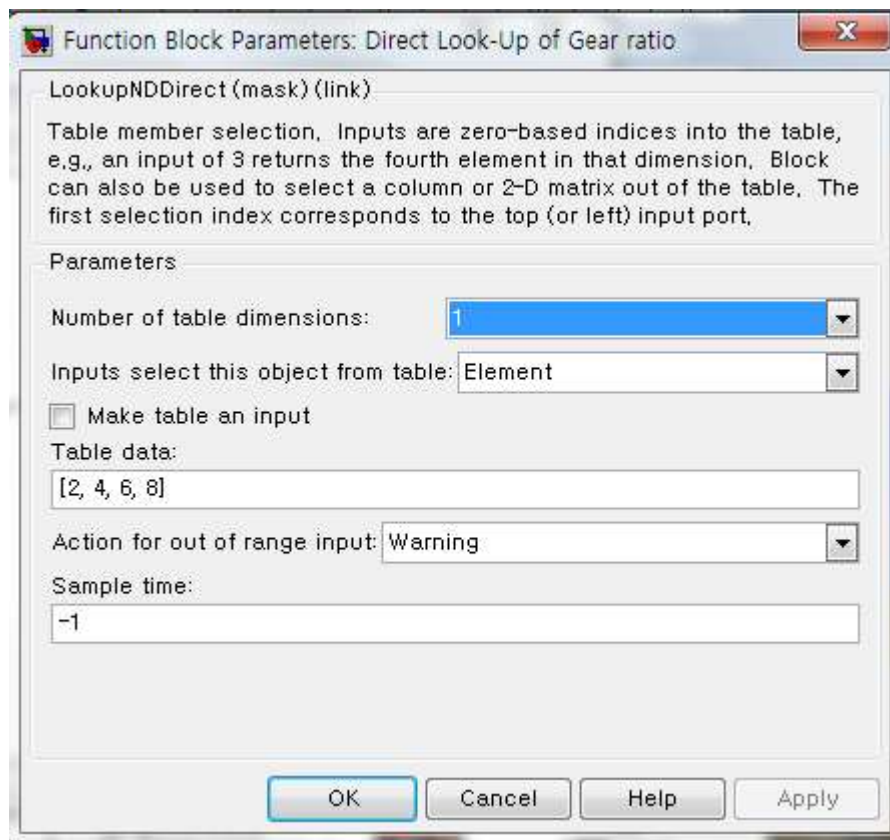 Function Block Parameters: Direct Look-Up of Gear ratio
LookupNDDirect (mask) (link)
Table member selection, Inputs are zero-based indices into the table,
e,g,, an input of 3 returns the fourth element in that dimension, Block
can also be used to select a column or 2-D matrix out of the table, The
first selection index corresponds to the top (or left) input port,
Parameters
Number of table dimensions: 1
Inputs select this object from table: Element
Make table an input
Table data:
[2, 4, 6, 8]
Action for out of range input: Warning
Sample time:
-1
OK Cancel Help Apply